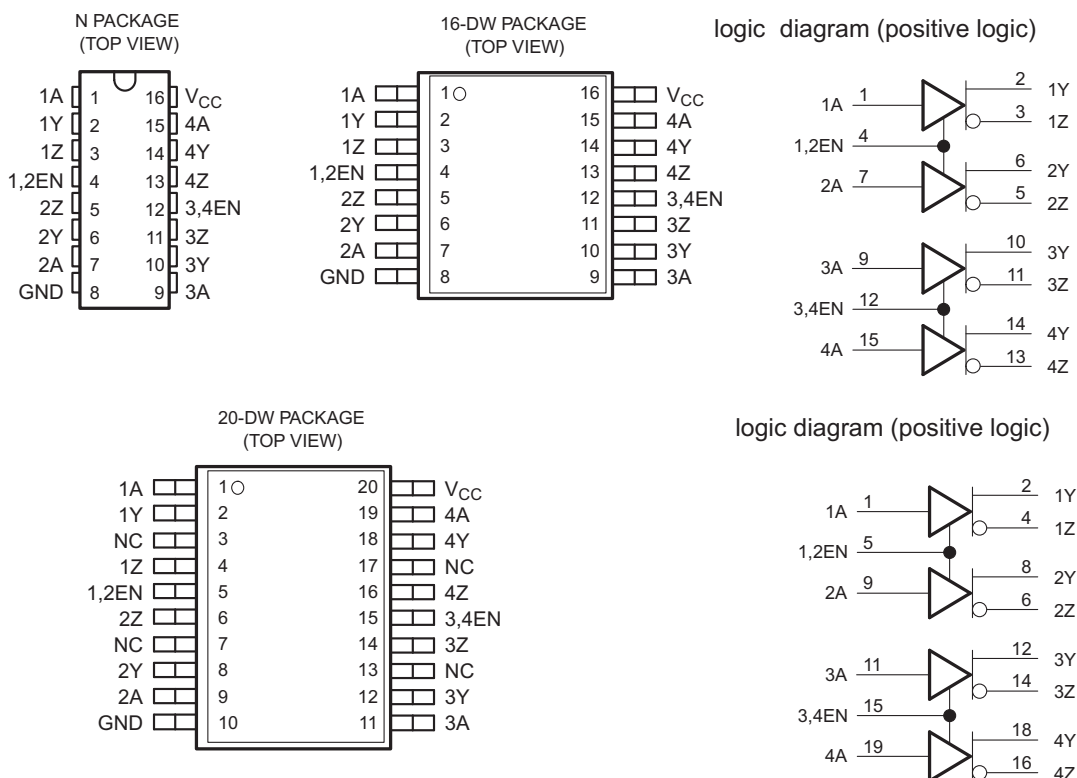 N PACKAGE
(TOP VIEW)
1A 1 16 VCC
1Y 2 15 4A
1Z 3 14 4Y
1,2EN 4 13 4Z
2Z 5 12 3,4EN
2Y 6 11 3Z
2A 7 10 3Y
GND 8 9 3A
16-DW PACKAGE
(TOP VIEW)
1A 1 16 VCC
1Y 2 15 4A
1Z 3 14 4Y
1,2EN 4 13 4Z
2Z 5 12 3,4EN
2Y 6 11 3Z
2A 7 10 3Y
GND 8 9 3A
logic diagram (positive logic)
1A 1 2 1Y
3 1Z
1,2EN 4
2A 7 6 2Y
5 2Z
3A 9 10 3Y
11 3Z
3,4EN 12
4A 15 14 4Y
13 4Z
20-DW PACKAGE
(TOP VIEW)
1A 1 20 VCC
1Y 2 19 4A
NC 3 18 4Y
1Z 4 17 NC
1,2EN 5 16 4Z
2Z 6 15 3,4EN
NC 7 14 3Z
2Y 8 13 NC
2A 9 12 3Y
GND 10 11 3A
logic diagram (positive logic)
1A 1 2 1Y
4 1Z
1,2EN 5
2A 9 8 2Y
6 2Z
3A 11 12 3Y
14 3Z
3,4EN 15
4A 19 18 4Y
16 4Z